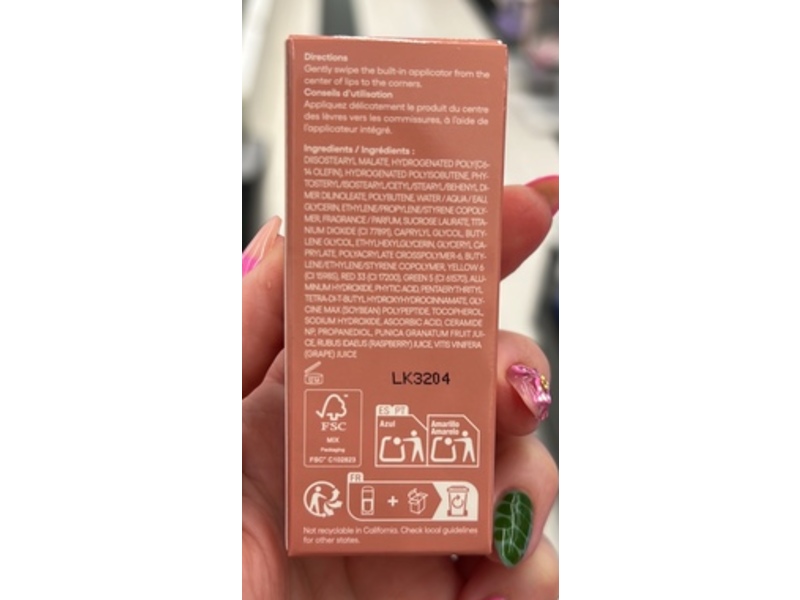 Directions
Gently swipe the built-in applicator from the
center of lips to the corners.
Conseils d'utilisation
Appliquez délicatement le produit du centre
des lèvres vers les commissures, à l'aide de
l'applicateur intégré.
Ingredients / Ingrédients :
DIISOSTEARYL MALATE, HYDROGENATED POLY(C6-
14 OLEFIN), HYDROGENATED POLYISOBUTENE, PHY-
TOSTERYL/ISOSTEARYL/CETYL/STEARYL/BEHENYL DI-
MER DILINOLEATE, POLYBUTENE, WATER / AQUA / EAU,
GLYCERIN, ETHYLENE/PROPYLENE/STYRENE COPOLY-
MER, FRAGRANCE / PARFUM, SUCROSE LAURATE, TITA-
NIUM DIOXIDE (CI 77891), CAPRYLYL GLYCOL, BUTY-
LENE GLYCOL, ETHYLHEXYLGLYCERIN, GLYCERYL CA-
PRYLATE, POLYACRYLATE CROSSPOLYMER-6, BUTY-
LENE/ETHYLENE/STYRENE COPOLYMER, YELLOW 6
(CI 15985), RED 33 (CI 17200), GREEN 5 (CI 61570), ALU-
MINUM HYDROXIDE, PHYTIC ACID, PENTAERYTHRITYL
TETRA-DI-T-BUTYL HYDROXYHYDROCINNAMATE, GLY-
CINE MAX (SOYBEAN) POLYPEPTIDE, TOCOPHEROL,
SODIUM HYDROXIDE, ASCORBIC ACID, CERAMIDE
NP, PROPANEDIOL, PUNICA GRANATUM FRUIT JUI-
CE, RUBUS IDAEUS (RASPBERRY) JUICE, VITIS VINIFERA
(GRAPE) JUICE
12 M
LK3204
FSC
MIX
Packaging
FSC® C102823
ES PT
Azul
Amarillo
Amarelo
FR
+
Not recyclable in California. Check local guidelines
for other states.